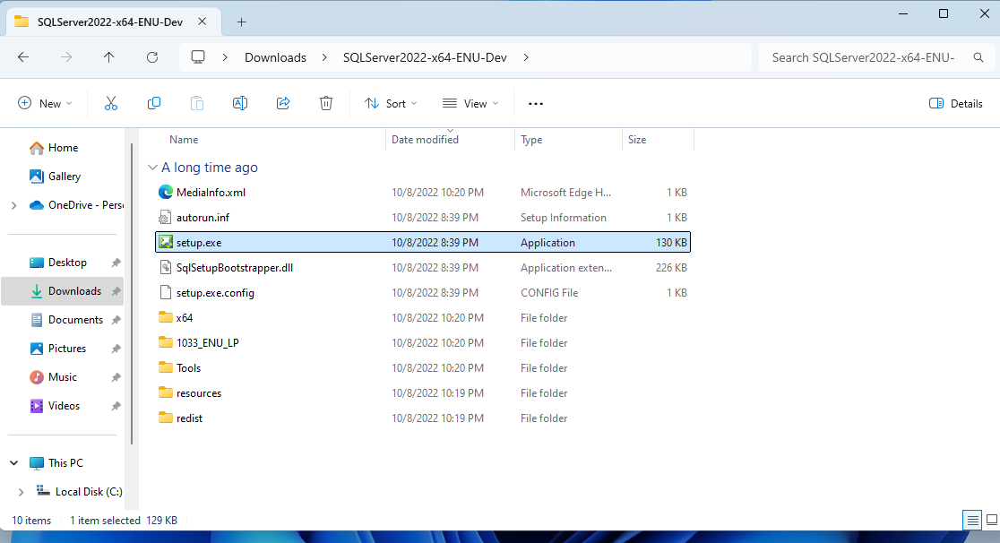 SQLServer2022-x64-ENU-Dev
Downloads SQLServer2022-x64-ENU-Dev Search SQLServer2022-x64-ENU-
New Sort View Details
Name Date modified Type Size
Home
Gallery
OneDrive - Perso
Desktop
Downloads
Documents
Pictures
Music
Videos
This PC
Local Disk (C:)
A long time ago
MediaInfo.xml 10/8/2022 10:20 PM Microsoft Edge H... 1 KB
autorun.inf 10/8/2022 8:39 PM Setup Information 1 KB
setup.exe 10/8/2022 8:39 PM Application 130 KB
SqlSetupBootstrapper.dll 10/8/2022 8:39 PM Application exten... 226 KB
setup.exe.config 10/8/2022 8:39 PM CONFIG File 1 KB
x64 10/8/2022 10:20 PM File folder
1033_ENU_LP 10/8/2022 10:20 PM File folder
Tools 10/8/2022 10:20 PM File folder
resources 10/8/2022 10:19 PM File folder
redist 10/8/2022 10:19 PM File folder
10 items 1 item selected 129 KB